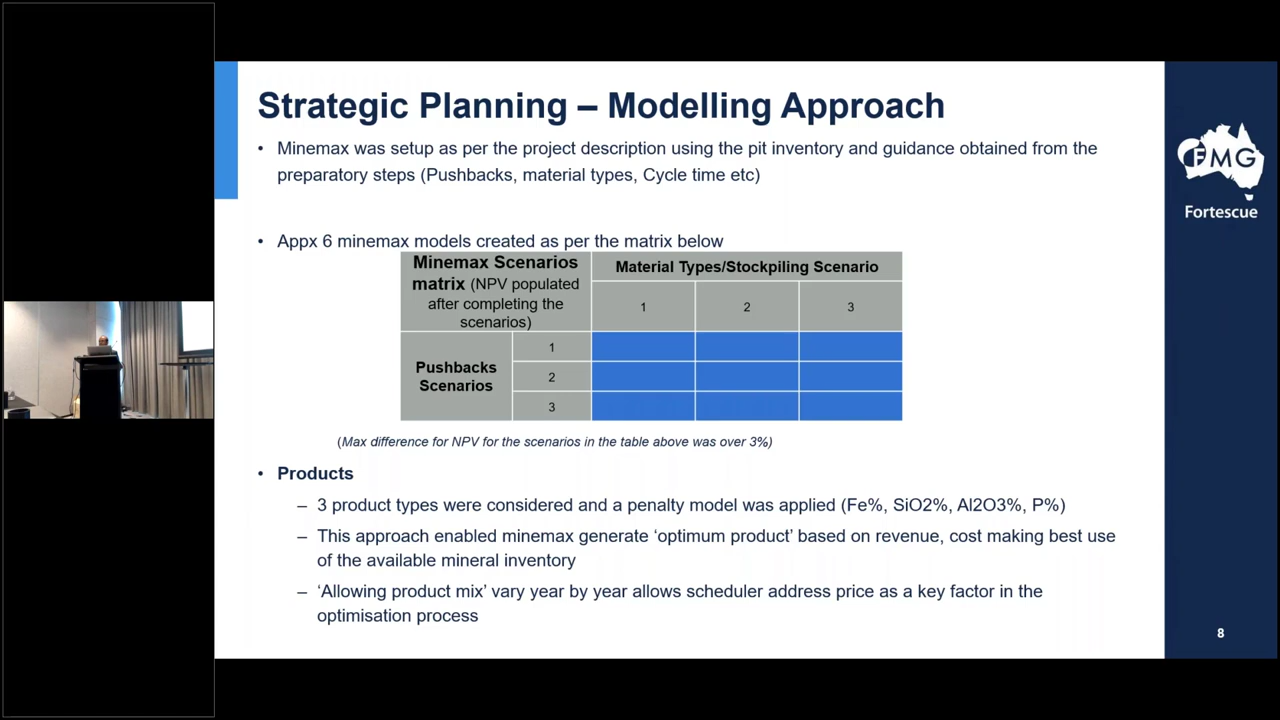 Strategic Planning – Modelling Approach
• Minemax was setup as per the project description using the pit inventory and guidance obtained from the
preparatory steps (Pushbacks, material types, Cycle time etc)
• Appx 6 minemax models created as per the matrix below
Minemax Scenarios
matrix (NPV populated
after completing the
scenarios)
Material Types/Stockpiling Scenario
1 2 3
Pushbacks
Scenarios
1
2
3
(Max difference for NPV for the scenarios in the table above was over 3%)
• Products
– 3 product types were considered and a penalty model was applied (Fe%, SiO2%, Al2O3%, P%)
– This approach enabled minemax generate ‘optimum product’ based on revenue, cost making best use
of the available mineral inventory
– ‘Allowing product mix’ vary year by year allows scheduler address price as a key factor in the
optimisation process
FMG
Fortescue
8